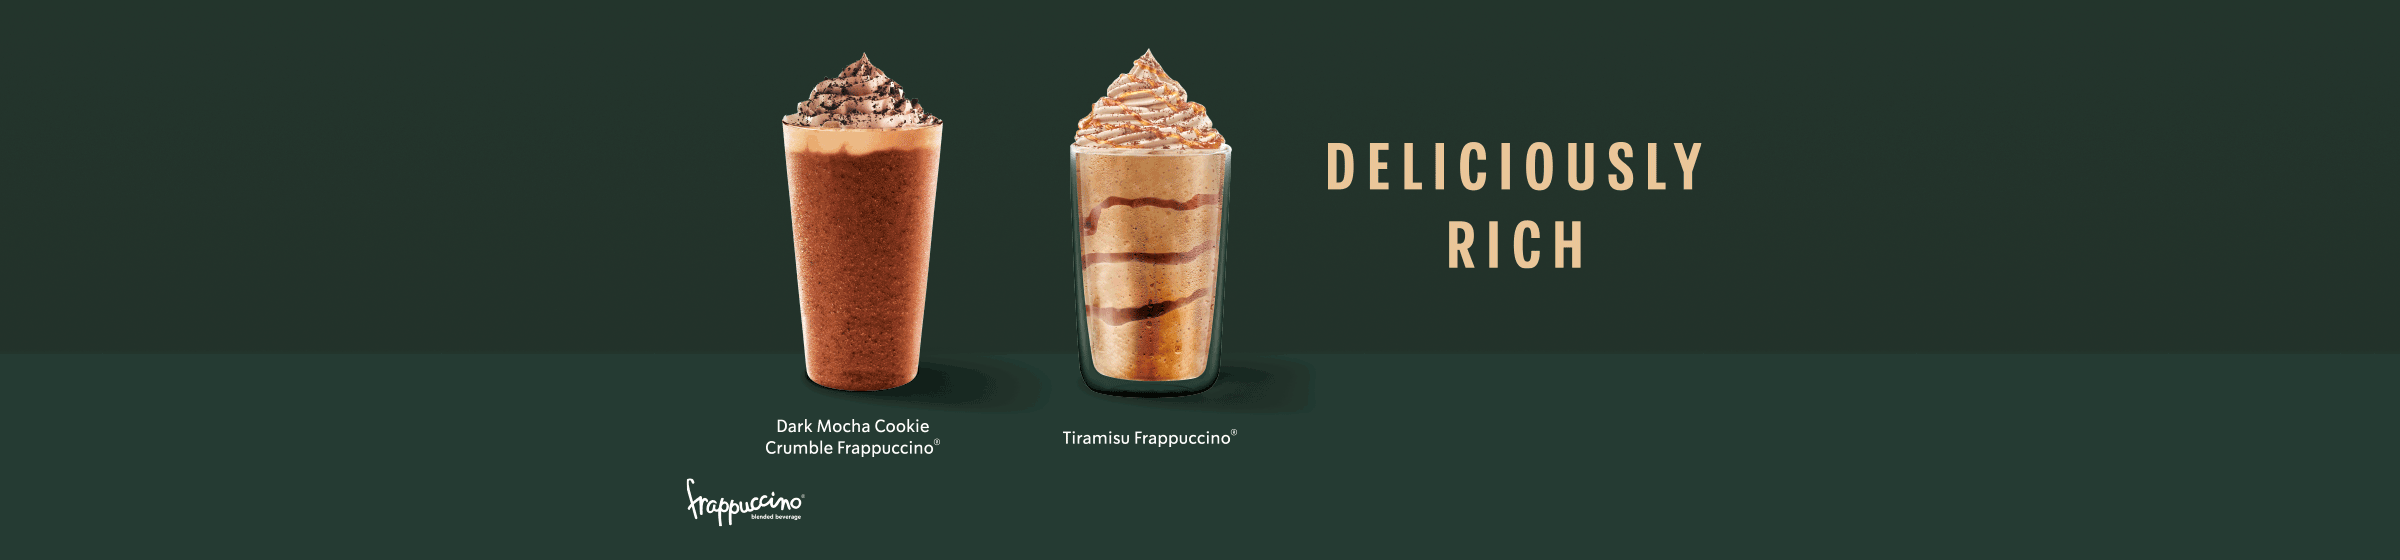 DELICIOUSLY
RICH
Dark Mocha Cookie
Crumble Frappuccino®
Tiramisu Frappuccino®
frappuccino®
blended beverage